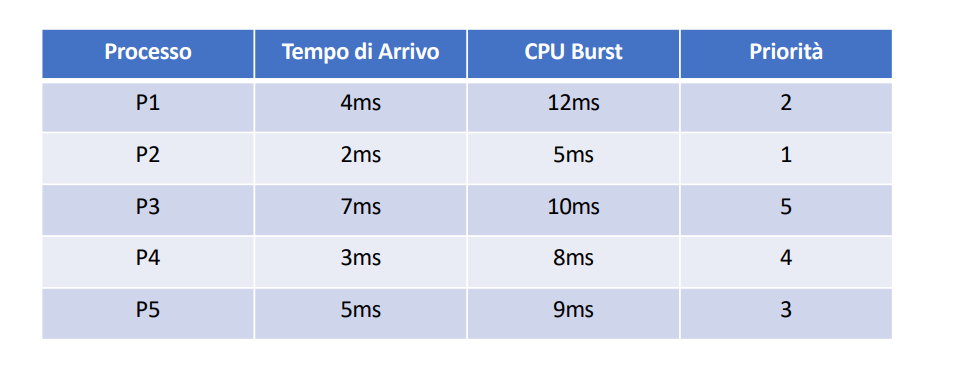 Processo Tempo di Arrivo CPU Burst Priorità
P1 4ms 12ms 2
P2 2ms 5ms 1
P3 7ms 10ms 5
P4 3ms 8ms 4
P5 5ms 9ms 3